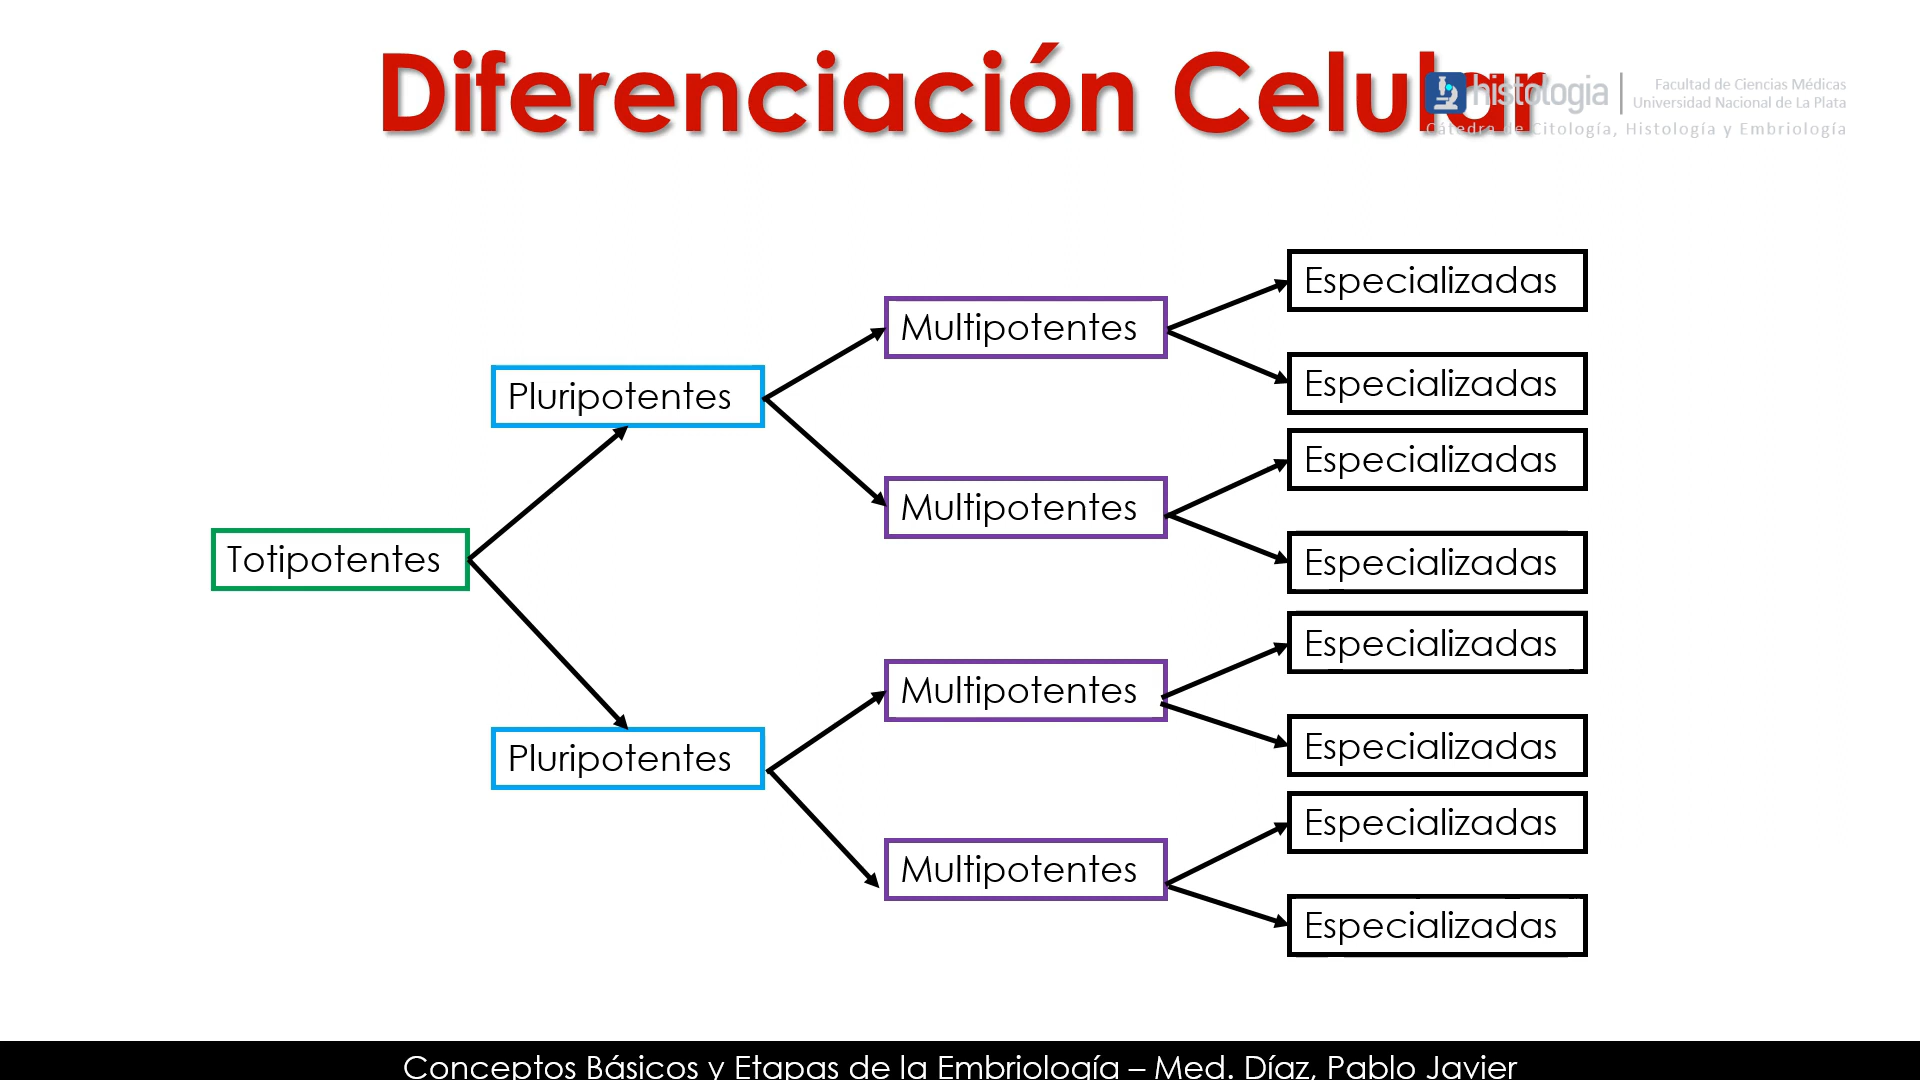 Diferenciación Celular
histología
Facultad de Ciencias Médicas
Universidad Nacional de La Plata
Cátedra de Citología, Histología y Embriología
Totipotentes
Pluripotentes
Pluripotentes
Multipotentes
Multipotentes
Multipotentes
Multipotentes
Especializadas
Especializadas
Especializadas
Especializadas
Especializadas
Especializadas
Especializadas
Especializadas
Conceptos Básicos y Etapas de la Embriología – Med. Díaz, Pablo Javier